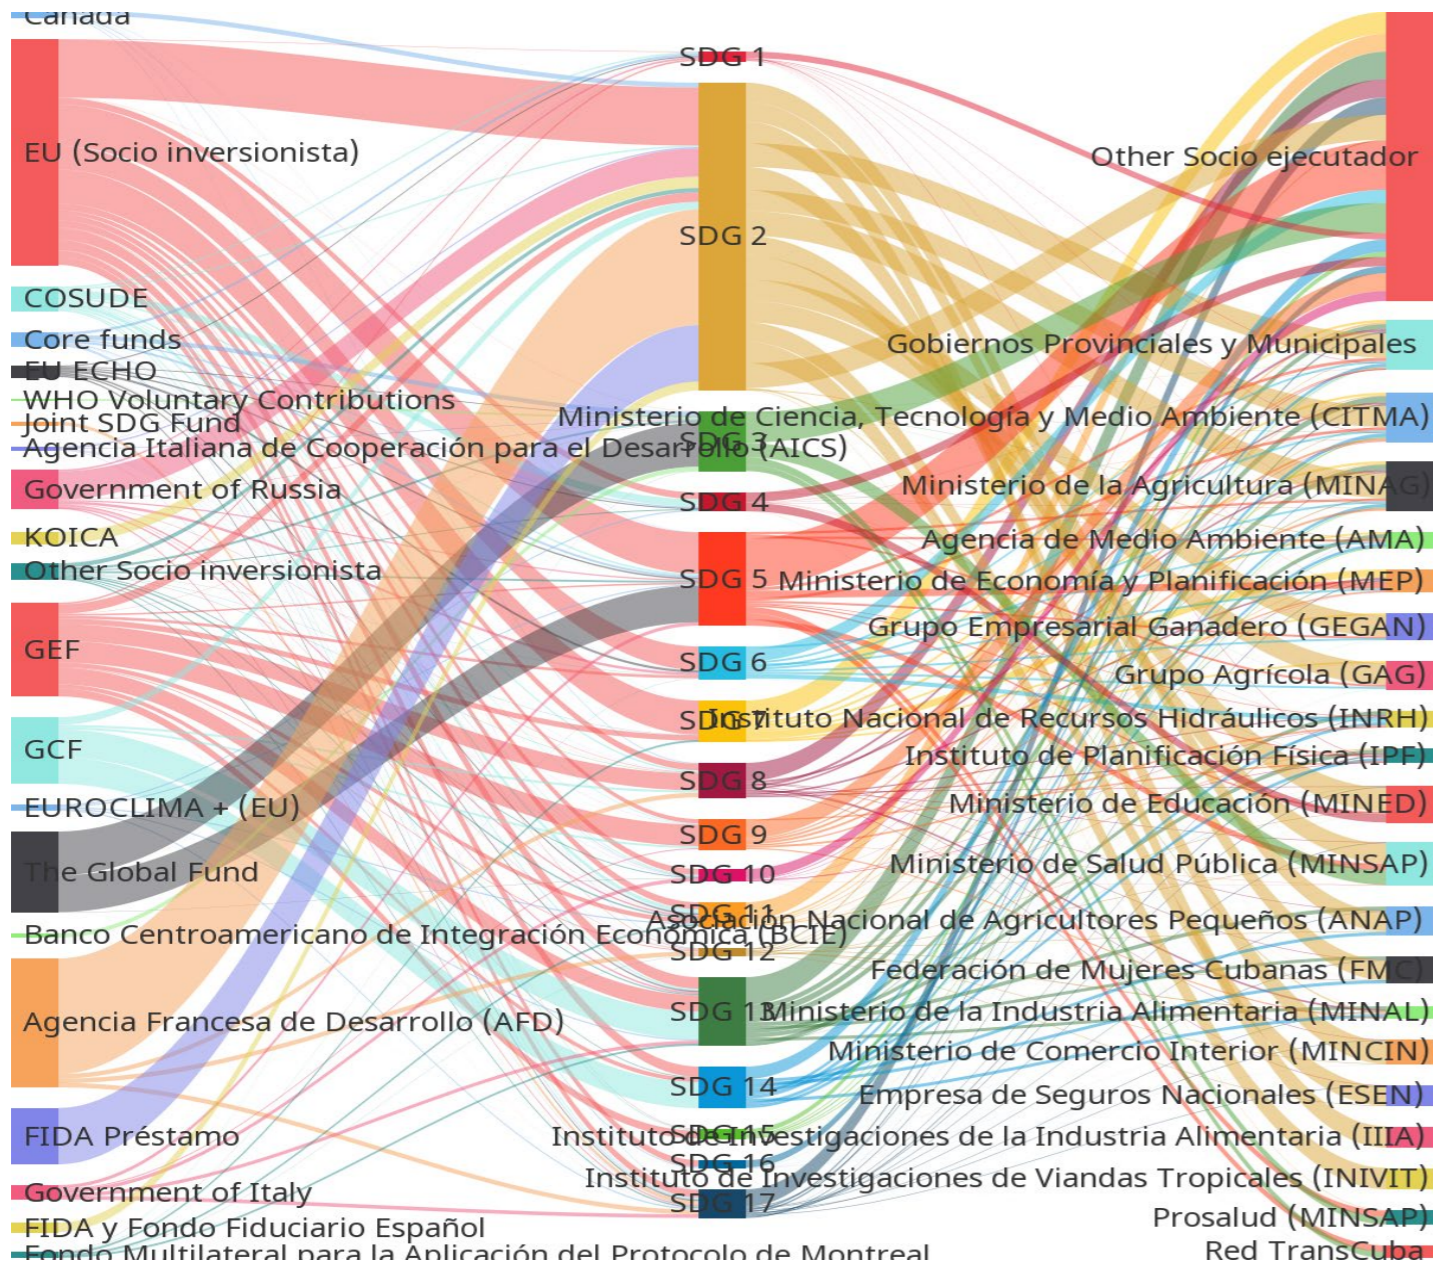 Canada
EU (Socio inversionista)
COSUDE
Core funds
EU ECHO
WHO Voluntary Contributions
Joint SDG Fund
Agencia Italiana de Cooperación para el Desarrollo (AICS)
Government of Russia
KOICA
Other Socio inversionista
GEF
GCF
EUROCLIMA + (EU)
The Global Fund
Banco Centroamericano de Integración Económica (BCIE)
Agencia Francesa de Desarrollo (AFD)
FIDA Préstamo
Government of Italy
FIDA y Fondo Fiduciario Español
Fondo Multilateral para la Aplicación del Protocolo de Montreal
SDG 1
SDG 2
SDG 3
SDG 4
SDG 5
SDG 6
SDG 7
SDG 8
SDG 9
SDG 10
SDG 11
SDG 12
SDG 13
SDG 14
SDG 15
SDG 16
SDG 17
Other Socio ejecutador
Gobiernos Provinciales y Municipales
Ministerio de Ciencia, Tecnología y Medio Ambiente (CITMA)
Ministerio de la Agricultura (MINAG)
Agencia de Medio Ambiente (AMA)
Ministerio de Economía y Planificación (MEP)
Grupo Empresarial Ganadero (GEGAN)
Grupo Agrícola (GAG)
Instituto Nacional de Recursos Hidráulicos (INRH)
Instituto de Planificación Física (IPF)
Ministerio de Educación (MINED)
Ministerio de Salud Pública (MINSAP)
Asociación Nacional de Agricultores Pequeños (ANAP)
Federación de Mujeres Cubanas (FMC)
Ministerio de la Industria Alimentaria (MINAL)
Ministerio de Comercio Interior (MINCIN)
Empresa de Seguros Nacionales (ESEN)
Instituto de Investigaciones de la Industria Alimentaria (IIIA)
Instituto de Investigaciones de Viandas Tropicales (INIVIT)
Prosalud (MINSAP)
Red TransCuba